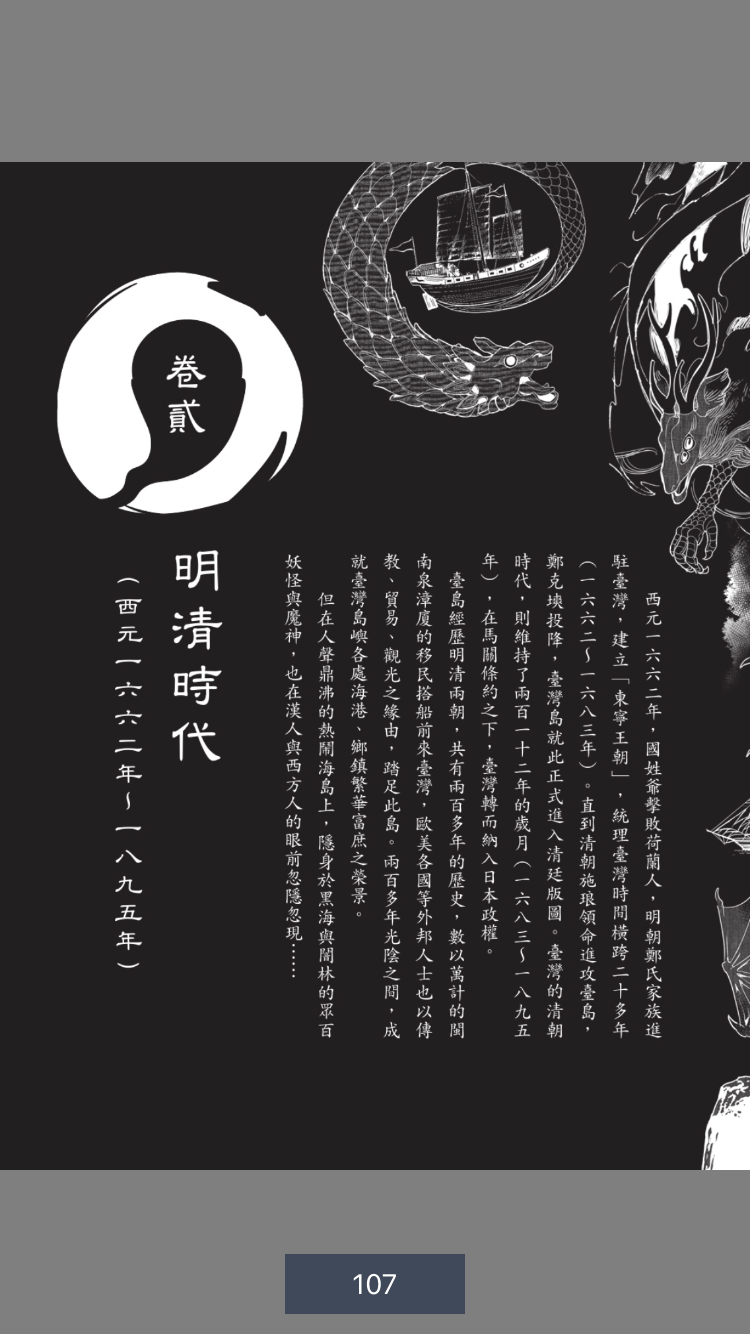 卷貳
明清時代
（西元一六六二年～一八九五年）
西元一六六二年，國姓爺擊敗荷蘭人，明朝鄭氏家族進
駐臺灣，建立「東寧王朝」，統理臺灣時間橫跨二十多年
（一六六二～一六八三年）。直到清朝施琅領命進攻臺島，
鄭克塽投降，臺灣島就此正式進入清廷版圖。臺灣的清朝
時代，則維持了兩百一十二年的歲月（一六八三～一八九五
年），在馬關條約之下，臺灣轉而納入日本政權。
臺島經歷明清兩朝，共有兩百多年的歷史，數以萬計的閩
南泉漳廈的移民搭船前來臺灣，歐美各國等外邦人士也以傳
教、貿易、觀光之緣由，踏足此島。兩百多年光陰之間，成
就臺灣島嶼各處海港、鄉鎮繁華富庶之榮景。
但在人聲鼎沸的熱鬧海島上，隱身於黑海與闇林的眾百
妖怪與魔神，也在漢人與西方人的眼前忽隱忽現……
107